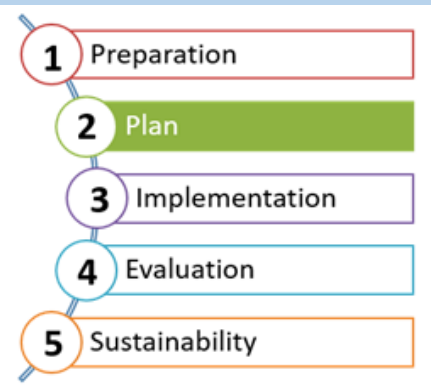 1 Preparation
2 Plan
3 Implementation
4 Evaluation
5 Sustainability